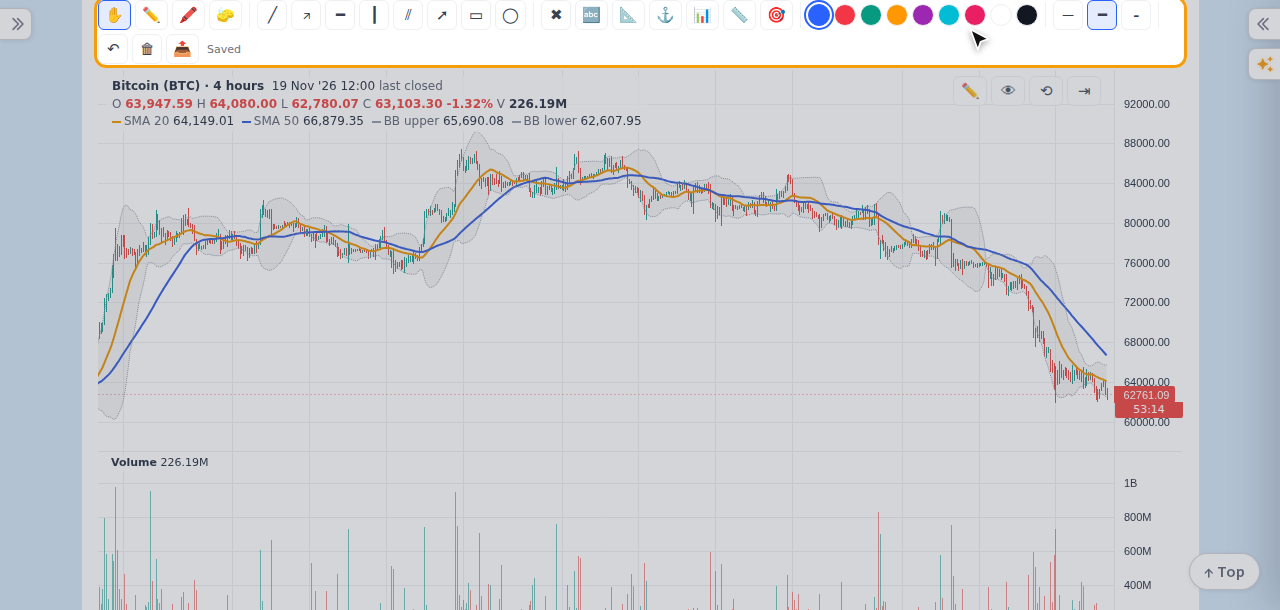 Saved
Bitcoin (BTC) · 4 hours 19 Nov '26 12:00 last closed
O 63,947.59 H 64,080.00 L 62,780.07 C 63,103.30 -1.32% V 226.19M
SMA 20 64,149.01 SMA 50 66,879.35 BB upper 65,690.08 BB lower 62,607.95
92000.00
88000.00
84000.00
80000.00
76000.00
72000.00
68000.00
64000.00
62761.09
53:14
60000.00
Volume 226.19M
1B
800M
600M
400M
↑ Top